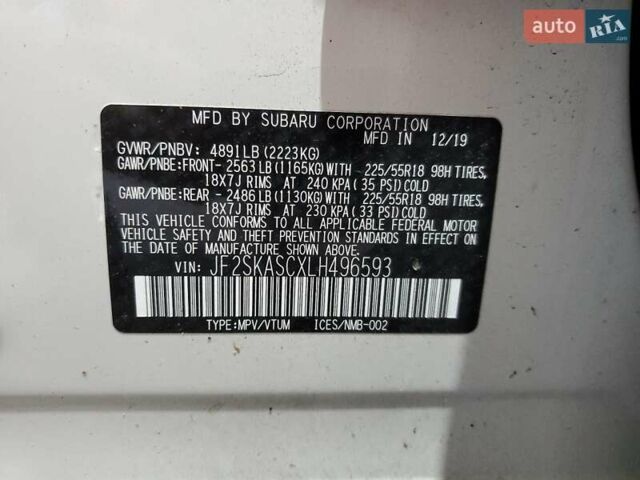 auto RIA .com
MFD BY SUBARU CORPORATION
MFD IN 12/19
GVWR/PNBV: 4891LB(2223KG)
GAWR/PNBE:FRONT- 2563LB(1165KG)WITH 225/55R18 98H TIRES,
18X7J RIMS AT 240 KPA( 35 PSI)COLD
GAWR/PNBE:REAR - 2486LB(1130KG)WITH 225/55R18 98H TIRES,
18X7J RIMS AT 230 KPA( 33 PSI)COLD
THIS VEHICLE CONFORMS TO ALL APPLICABLE FEDERAL MOTOR
VEHICLE SAFETY AND THEFT PREVENTION STANDARDS IN EFFECT ON
THE DATE OF MANUFACTURE SHOWN ABOVE.
VIN: JF2SKASCXLH496593
TYPE:MPV/VTUM ICES/NMB-002